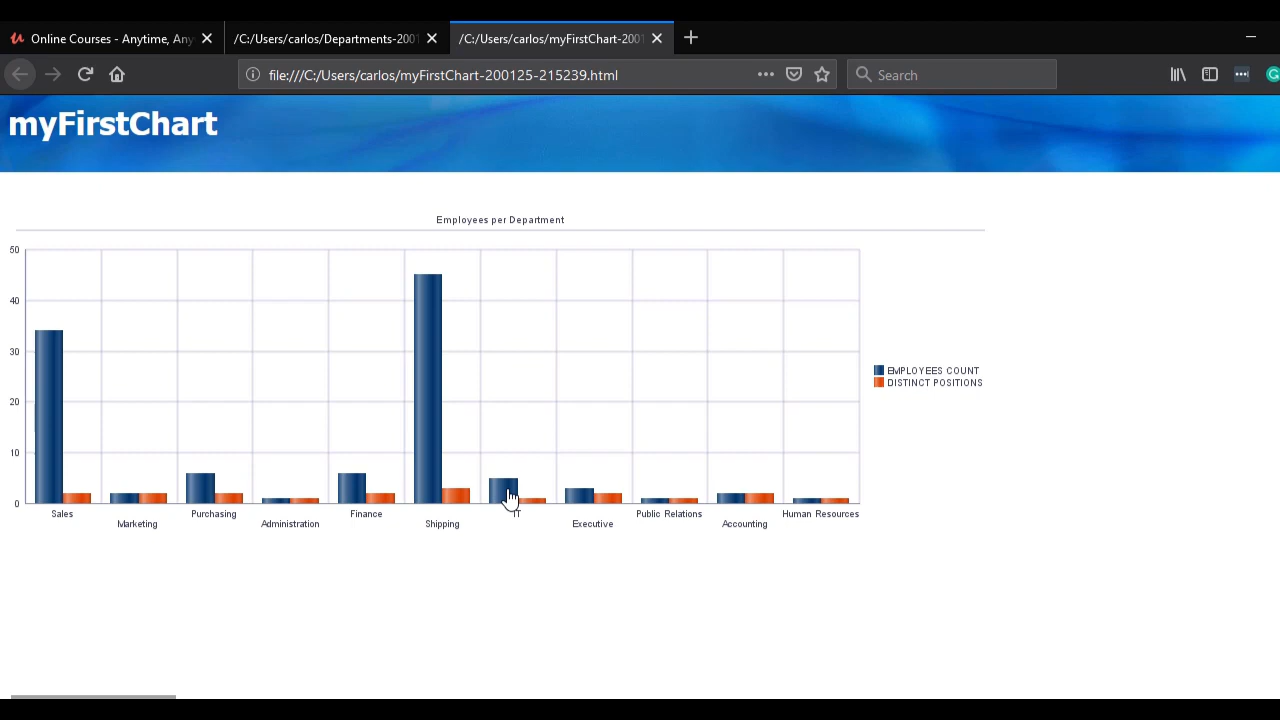 Online Courses - Anytime, Any
/C:/Users/carlos/Departments-2001
/C:/Users/carlos/myFirstChart-2001
file:///C:/Users/carlos/myFirstChart-200125-215239.html
Search
myFirstChart
Employees per Department
50
40
30
20
10
0
EMPLOYEES COUNT
DISTINCT POSITIONS
Sales
Marketing
Purchasing
Administration
Finance
Shipping
IT
Executive
Public Relations
Accounting
Human Resources